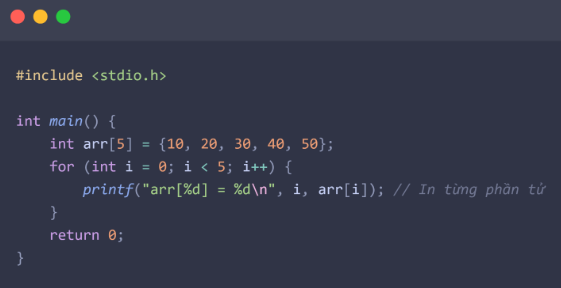 #include <stdio.h>
int main() {
    int arr[5] = {10, 20, 30, 40, 50};
    for (int i = 0; i < 5; i++) {
        printf("arr[%d] = %d\n", i, arr[i]); // In từng phần tử
    }
    return 0;
}